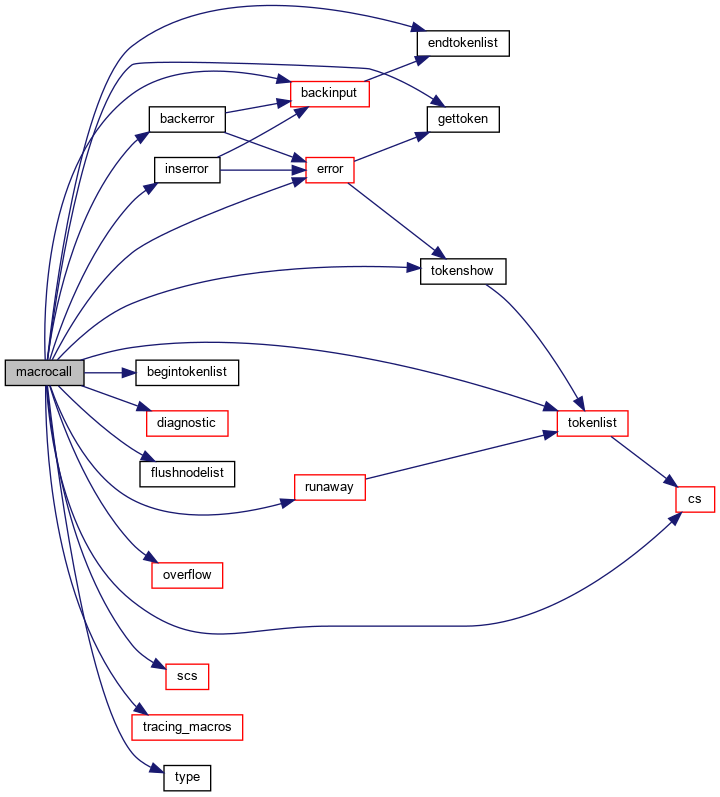 endtokenlist
backinput
backerror
gettoken
inserror
error
tokenshow
macrocall
begintokenlist
diagnostic
tokenlist
flushnodelist
runaway
cs
overflow
scs
tracing_macros
type